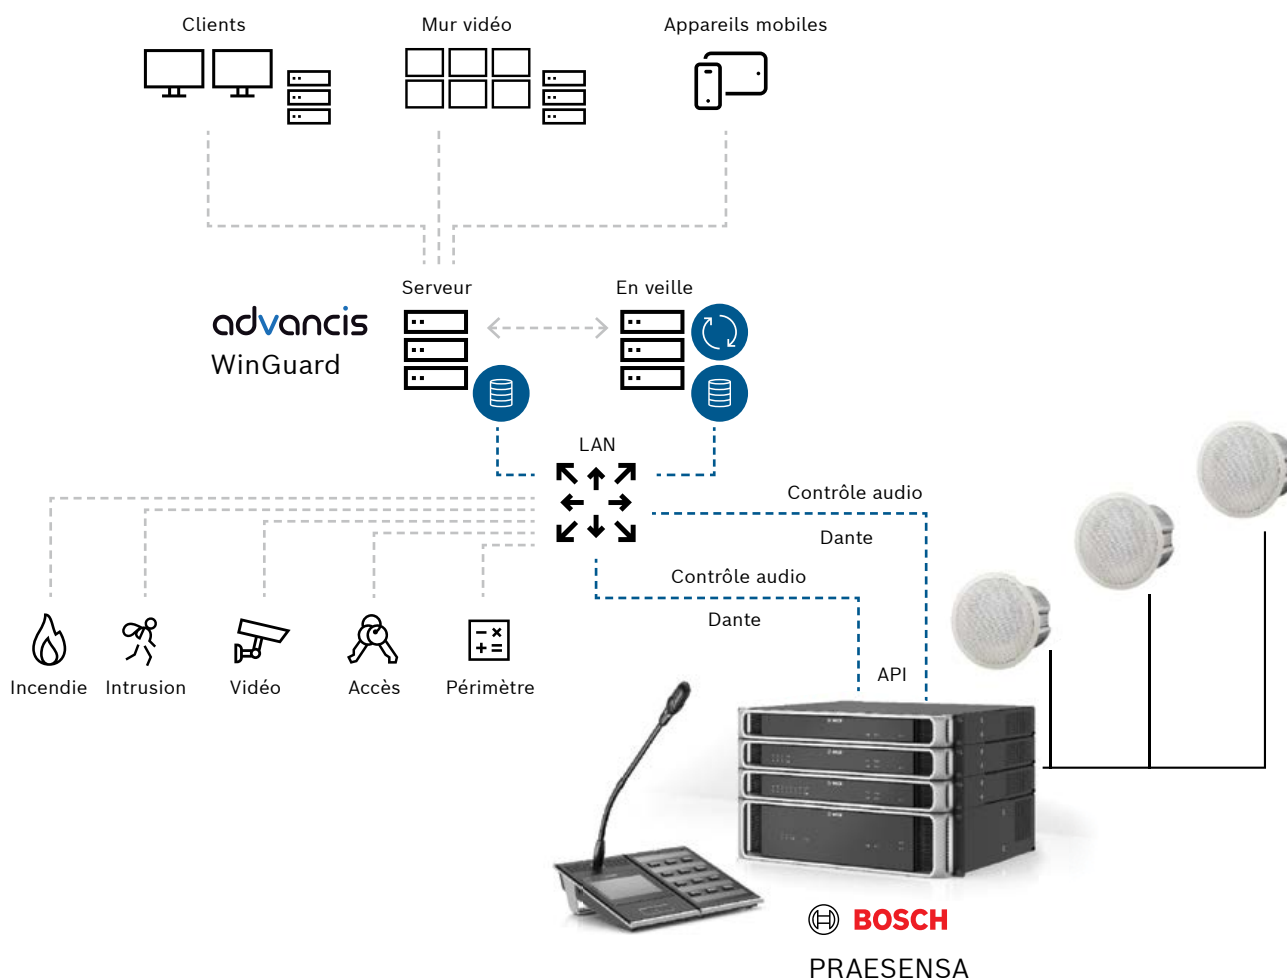 Clients
Mur vidéo
Appareils mobiles
Serveur
En veille
advancis
WinGuard
LAN
Contrôle audio
Dante
Contrôle audio
Dante
Incendie
Intrusion
Vidéo
Accès
Périmètre
API
BOSCH
PRAESENSA